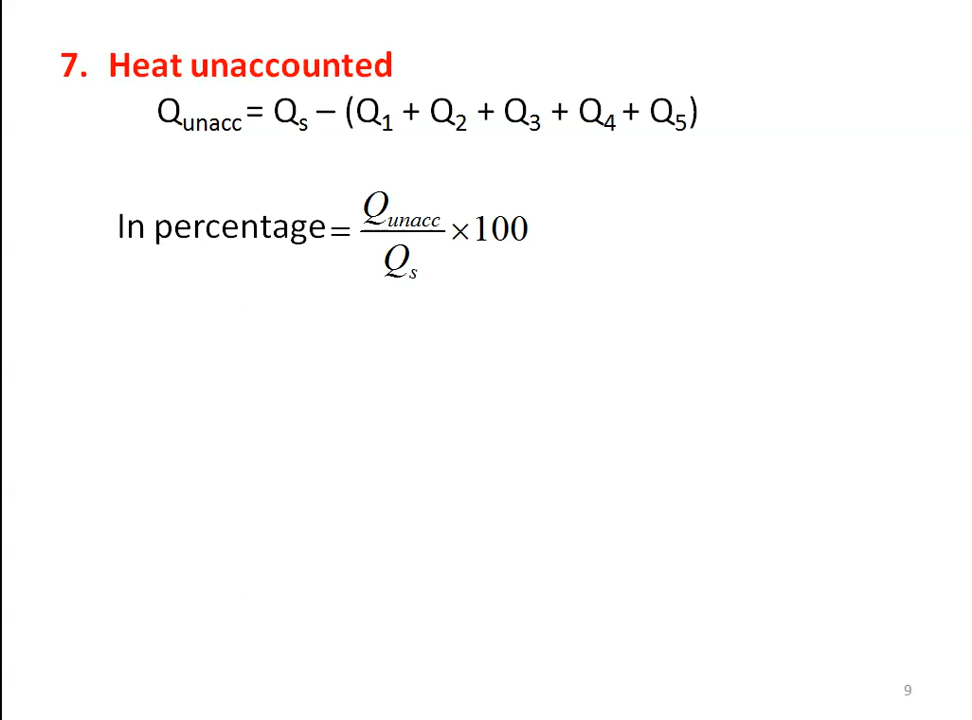 7. Heat unaccounted
Qunacc = Qs – (Q1 + Q2 + Q3 + Q4 + Q5)
In percentage = Qunacc / Qs ×100
9